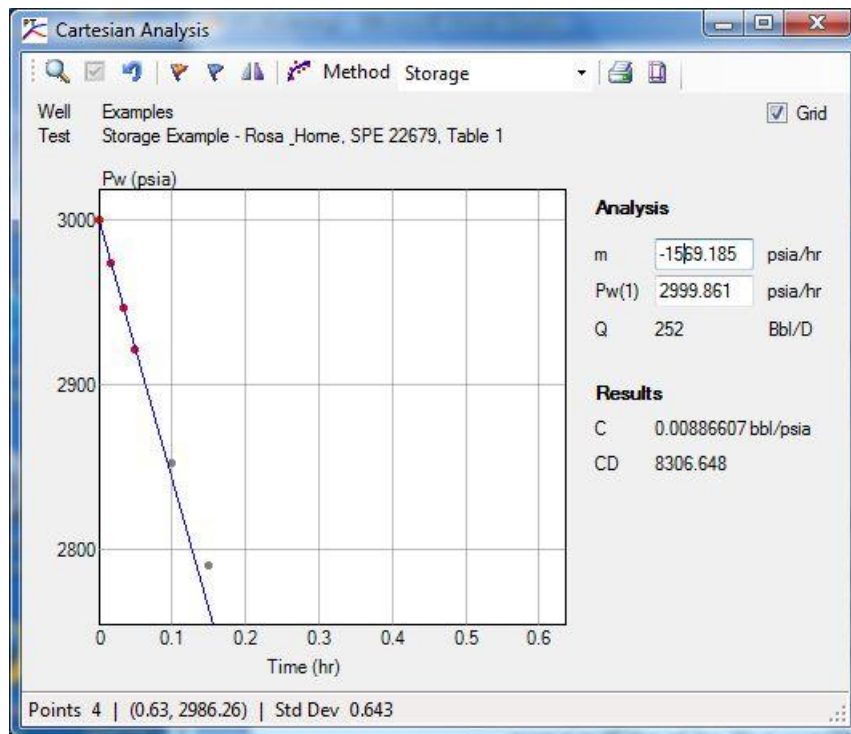 Cartesian Analysis
Method Storage
Well Examples
Test Storage Example - Rosa _Horne, SPE 22679, Table 1
Grid
Pw (psia)
3000
2900
2800
0 0.1 0.2 0.3 0.4 0.5 0.6
Time (hr)
Analysis
m -1569.185 psia/hr
Pw(1) 2999.861 psia/hr
Q 252 Bbl/D
Results
C 0.00886607 bbl/psia
CD 8306.648
Points 4 | (0.63, 2986.26) | Std Dev 0.643